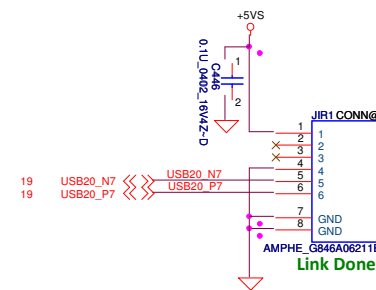 +5VS
1
C446
0.1U_0402_16V4Z~D
2
JIR1 CONN@
1 1
2 2
3 3
4 4
19 USB20_N7 USB20_N7 5 5
19 USB20_P7 USB20_P7 6 6
7 GND
8 GND
AMPHE_G846A06211E
Link Done